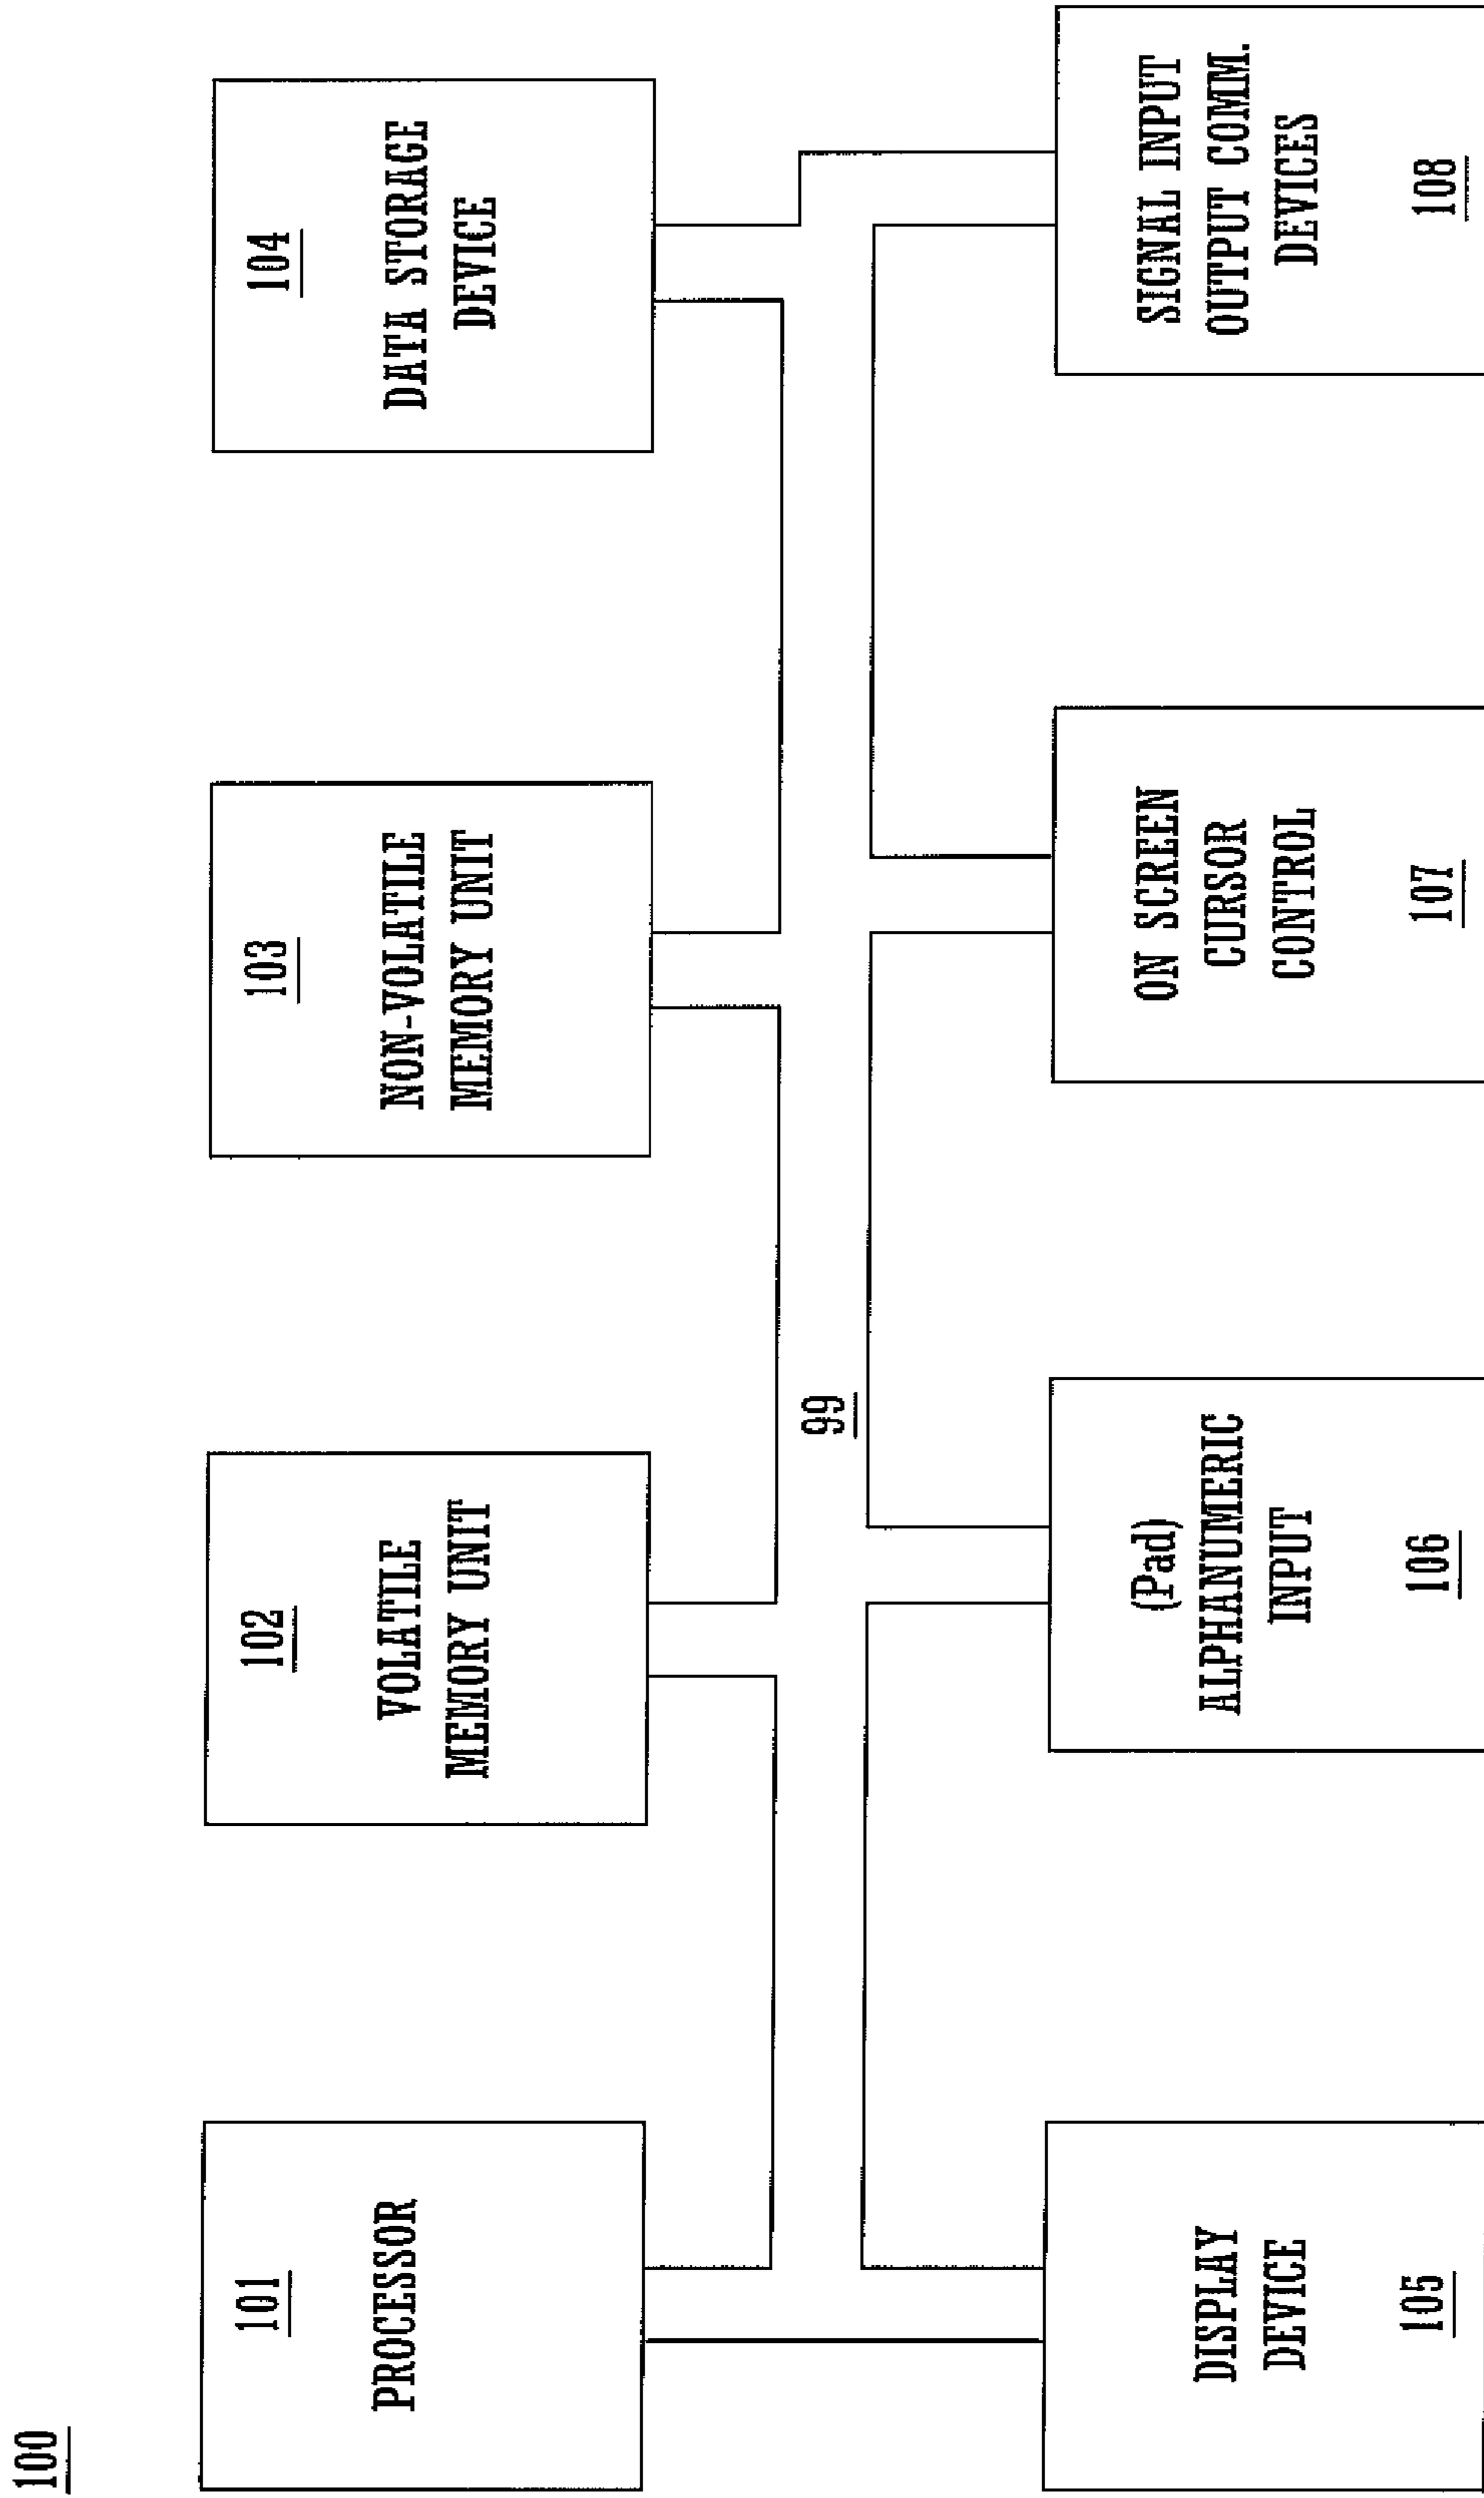 100
101
PROCESSOR
102
VOLATILE
MEMORY UNIT
103
NON-VOLATILE
MEMORY UNIT
104
DATA STORAGE
DEVICE
99
DISPLAY
DEVICE
105
(Pad)
ALPHANUMERIC
INPUT
106
ON SCREEN
CURSOR
CONTROL
107
SIGNAL INPUT
OUTPUT COMM.
DEVICES
108